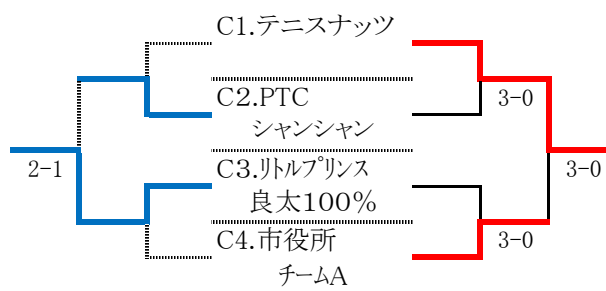 C1.テニスナッツ
C2.PTC
シャンシャン
3-0
2-1
C3.リトルプリンス
良太100%
3-0
C4.市役所
チームA
3-0